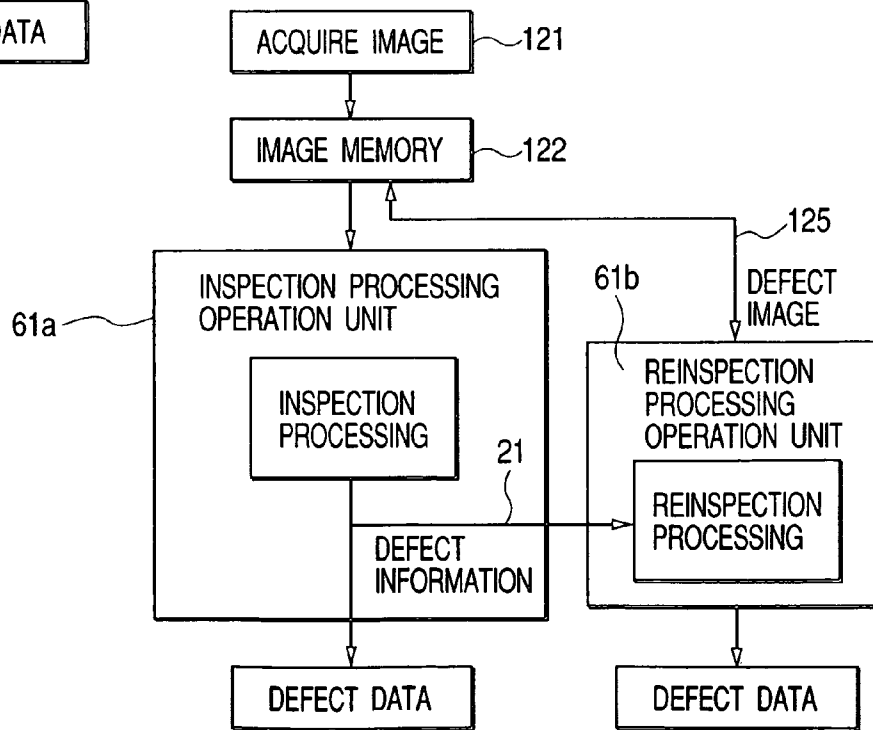 DATA
ACQUIRE IMAGE
121
IMAGE MEMORY
122
125
DEFECT
IMAGE
61a
INSPECTION PROCESSING
OPERATION UNIT
INSPECTION
PROCESSING
61b
REINSPECTION
PROCESSING
OPERATION UNIT
21
REINSPECTION
PROCESSING
DEFECT
INFORMATION
DEFECT DATA
DEFECT DATA